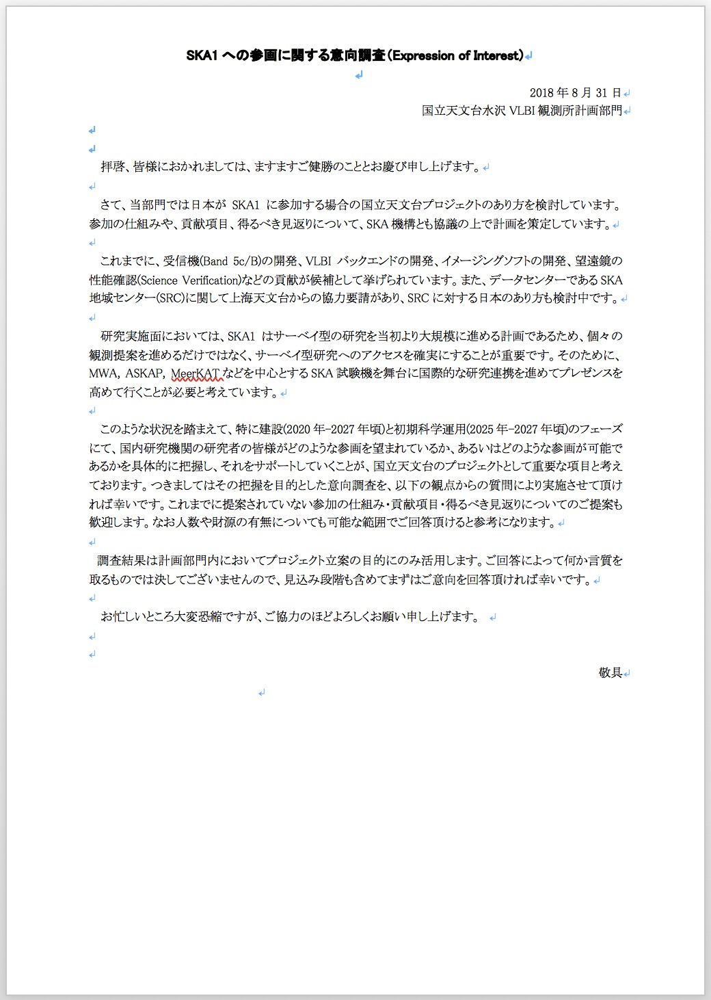 SKA1 への参画に関する意向調査（Expression of Interest）
2018 年 8 月 31 日
国立天文台水沢 VLBI 観測所計画部門
拝啓、皆様におかれましては、ますますご健勝のこととお慶び申し上げます。
さて、当部門では日本が SKA1 に参加する場合の国立天文台プロジェクトのあり方を検討しています。
参加の仕組みや、貢献項目、得るべき見返りについて、SKA 機構とも協議の上で計画を策定しています。
これまでに、受信機(Band 5c/B)の開発、VLBI バックエンドの開発、イメージングソフトの開発、望遠鏡の
性能確認(Science Verification)などの貢献が候補として挙げられています。また、データセンターである SKA
地域センター(SRC)に関して上海天文台からの協力要請があり、SRC に対する日本のあり方も検討中です。
研究実施面においては、SKA1 はサーベイ型の研究を当初より大規模に進める計画であるため、個々の
観測提案を進めるだけではなく、サーベイ型研究へのアクセスを確実にすることが重要です。そのために、
MWA, ASKAP, MeerKAT などを中心とする SKA 試験機を舞台に国際的な研究連携を進めてプレゼンスを
高めて行くことが必要と考えています。
このような状況を踏まえて、特に建設(2020 年-2027 年頃)と初期科学運用(2025 年-2027 年頃)のフェーズ
にて、国内研究機関の研究者の皆様がどのような参画を望まれているか、あるいはどのような参画が可能で
あるかを具体的に把握し、それをサポートしていくことが、国立天文台のプロジェクトとして重要な項目と考え
ております。つきましてはその把握を目的とした意向調査を、以下の観点からの質問により実施させて頂け
れば幸いです。これまでに提案されていない参加の仕組み・貢献項目・得るべき見返りについてのご提案も
歓迎します。なお人数や財源の有無についても可能な範囲でご回答頂けると参考になります。
調査結果は計画部門内においてプロジェクト立案の目的にのみ活用します。ご回答によって何か言質を
取るものでは決してございませんので、見込み段階も含めてまずはご意向を回答頂ければ幸いです。
お忙しいところ大変恐縮ですが、ご協力のほどよろしくお願い申し上げます。
敬具